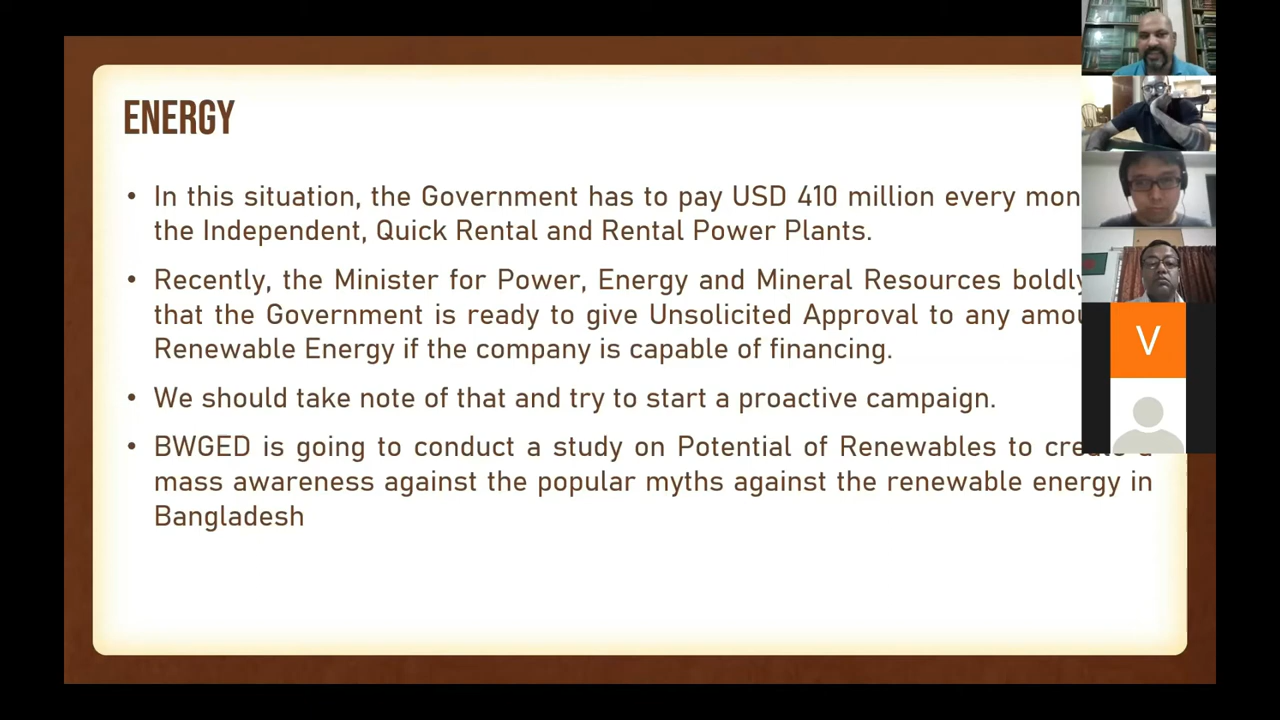 ENERGY
• In this situation, the Government has to pay USD 410 million every
the Independent, Quick Rental and Rental Power Plants.
• Recently, the Minister for Power, Energy and Mineral Resources boldly
that the Government is ready to give Unsolicited Approval to any
Renewable Energy if the company is capable of financing.
• We should take note of that and try to start a proactive campaign.
• BWGED is going to conduct a study on Potential of Renewables to create a
mass awareness against the popular myths against the renewable energy in
Bangladesh
V